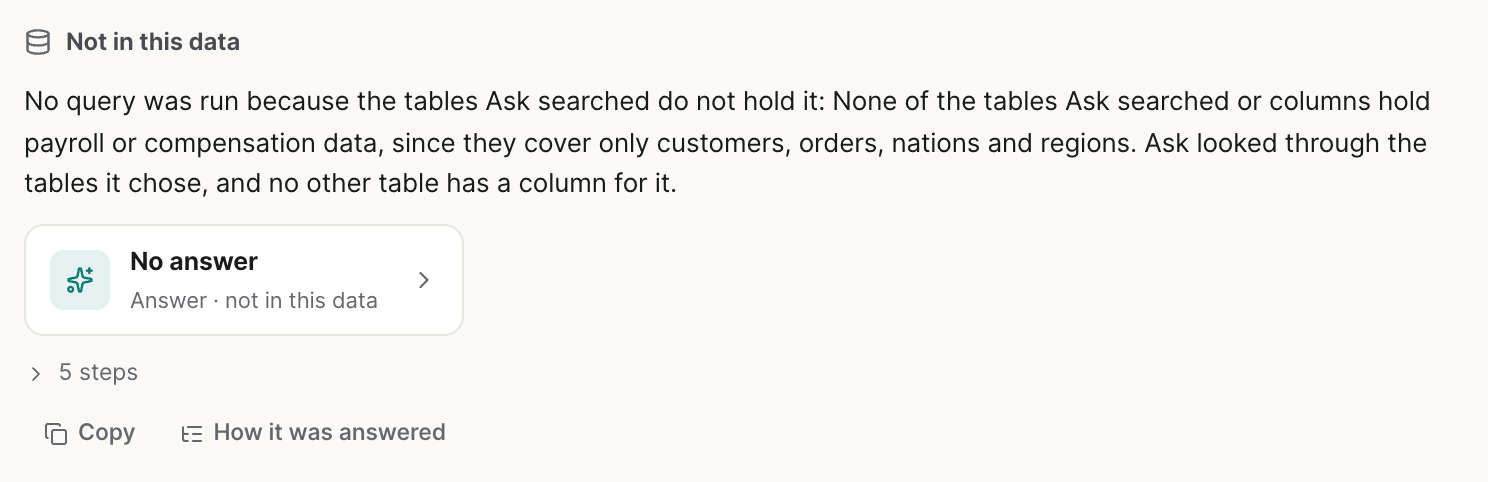 Not in this data
No query was run because the tables Ask searched do not hold it: None of the tables Ask searched or columns hold
payroll or compensation data, since they cover only customers, orders, nations and regions. Ask looked through the
tables it chose, and no other table has a column for it.
No answer
Answer · not in this data
5 steps
Copy
How it was answered